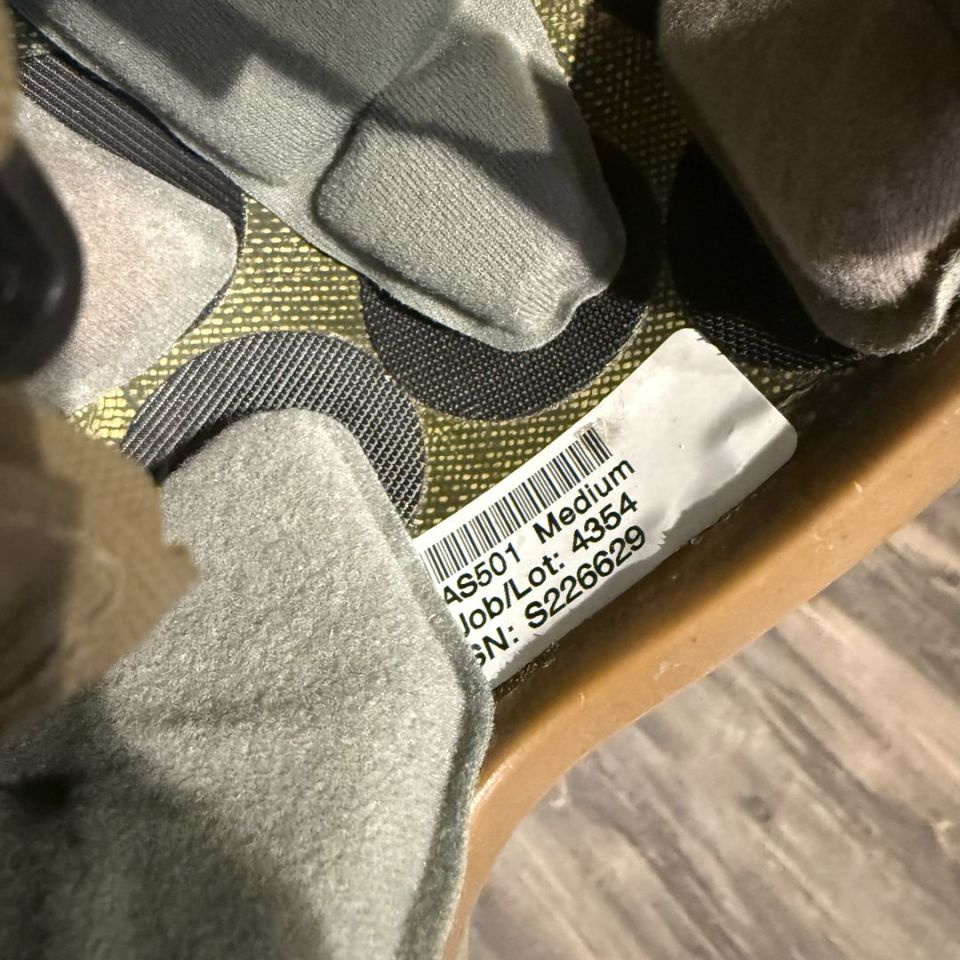 AS501 Medium
Job/Lot: 4354
SN: S226629